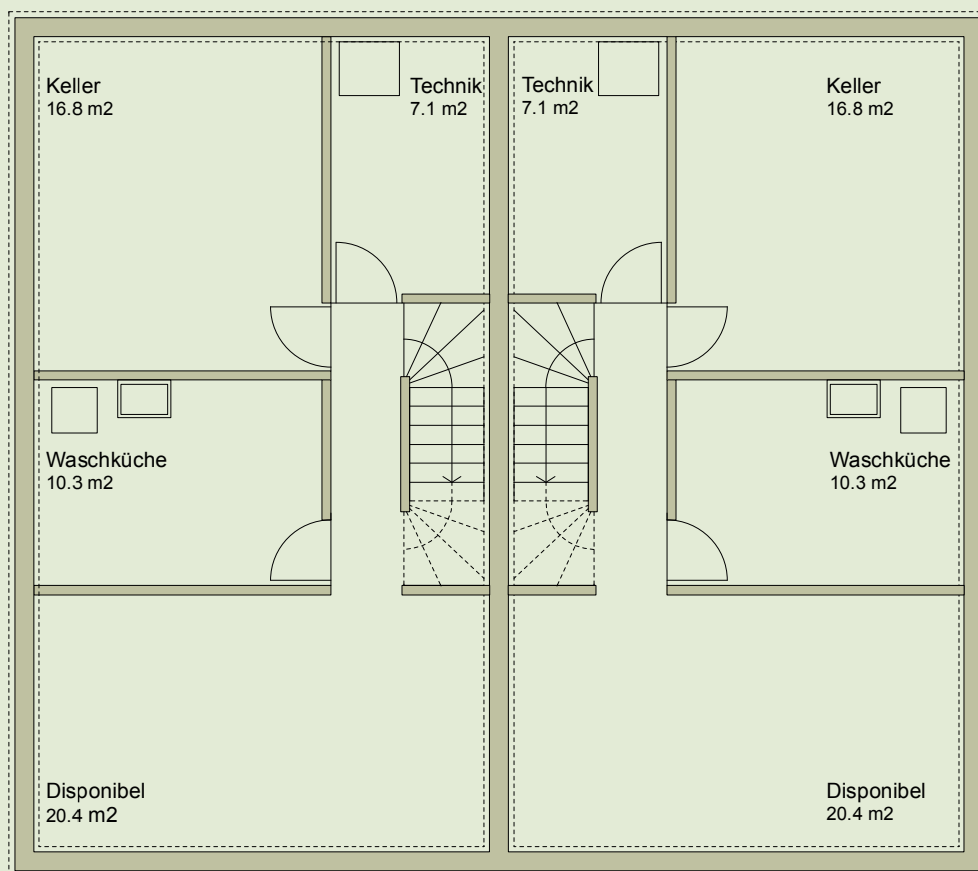 Keller
16.8 m2
Technik
7.1 m2
Technik
7.1 m2
Keller
16.8 m2
Waschküche
10.3 m2
Waschküche
10.3 m2
Disponibel
20.4 m2
Disponibel
20.4 m2